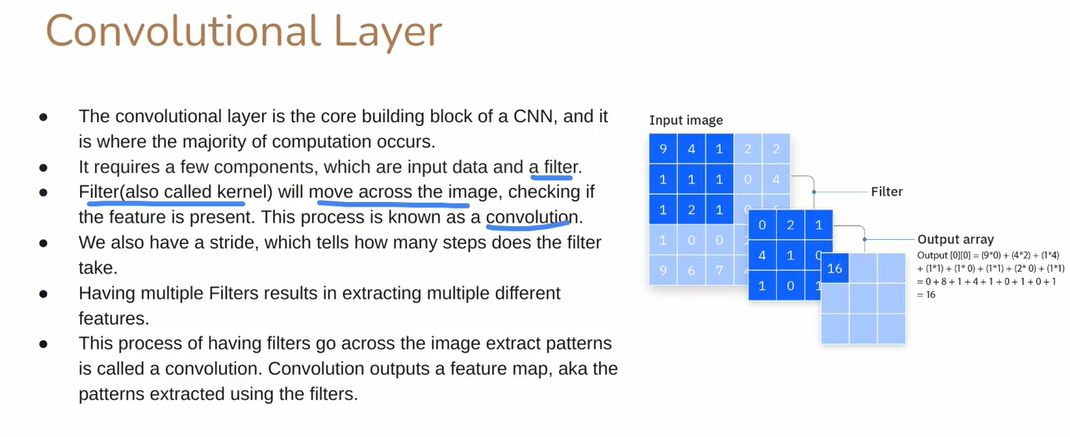 Convolutional Layer
● The convolutional layer is the core building block of a CNN, and it
is where the majority of computation occurs.
● It requires a few components, which are input data and a filter.
● Filter(also called kernel) will move across the image, checking if
the feature is present. This process is known as a convolution.
● We also have a stride, which tells how many steps does the filter
take.
● Having multiple Filters results in extracting multiple different
features.
● This process of having filters go across the image extract patterns
is called a convolution. Convolution outputs a feature map, aka the
patterns extracted using the filters.
Input image
9 4 1 2 2
1 1 1 0 4
1 2 1 0
1 0 0
9 6 7
Filter
0 2 1
4 1 0
1 0 1
Output array
Output [0][0] = (9*0) + (4*2) + (1*4)
+ (1*1) + (1* 0) + (1*1) + (2* 0) + (1*1)
= 0 + 8 + 1 + 4 + 1 + 0 + 1 + 0 + 1
= 16
16